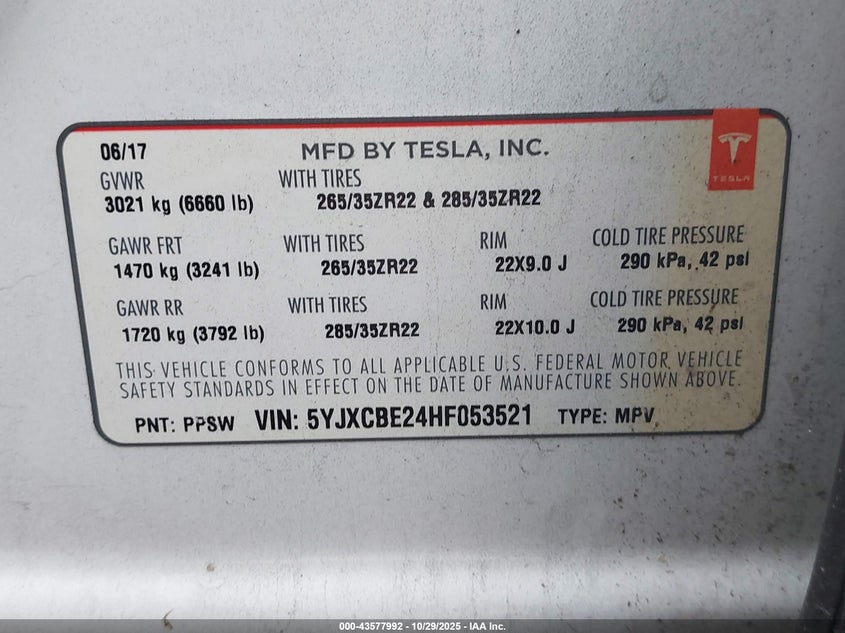 06/17 MFD BY TESLA, INC.
TESLA
GVWR WITH TIRES
3021 kg (6660 lb) 265/35ZR22 & 285/35ZR22
GAWR FRT WITH TIRES RIM COLD TIRE PRESSURE
1470 kg (3241 lb) 265/35ZR22 22X9.0 J 290 kPa, 42 psi
GAWR RR WITH TIRES RIM COLD TIRE PRESSURE
1720 kg (3792 lb) 285/35ZR22 22X10.0 J 290 kPa, 42 psi
THIS VEHICLE CONFORMS TO ALL APPLICABLE U.S. FEDERAL MOTOR VEHICLE
SAFETY STANDARDS IN EFFECT ON THE DATE OF MANUFACTURE SHOWN ABOVE.
PNT: PPSW VIN: 5YJXCBE24HF053521 TYPE: MPV
000-43577992 - 10/29/2025 - IAA Inc.